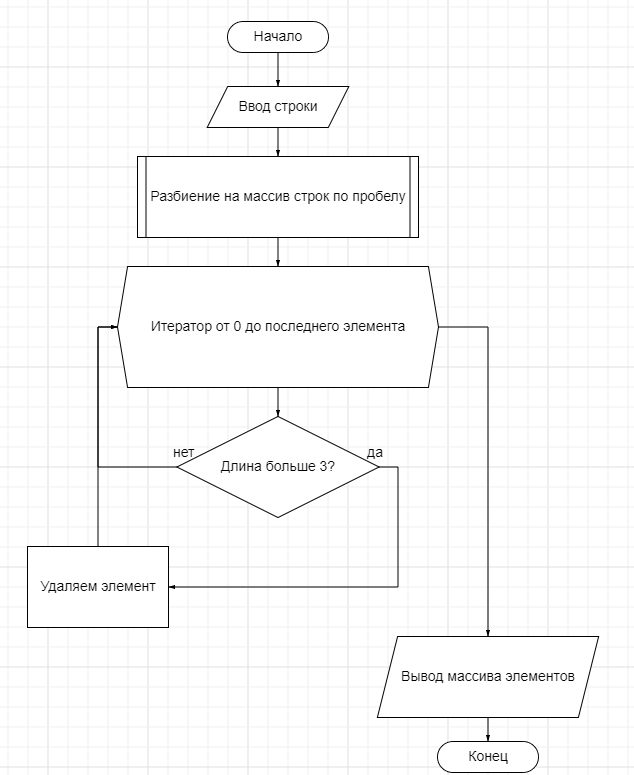 Начало
Ввод строки
Разбиение на массив строк по пробелу
Итератор от 0 до последнего элемента
нет
да
Длина больше 3?
Удаляем элемент
Вывод массива элементов
Конец